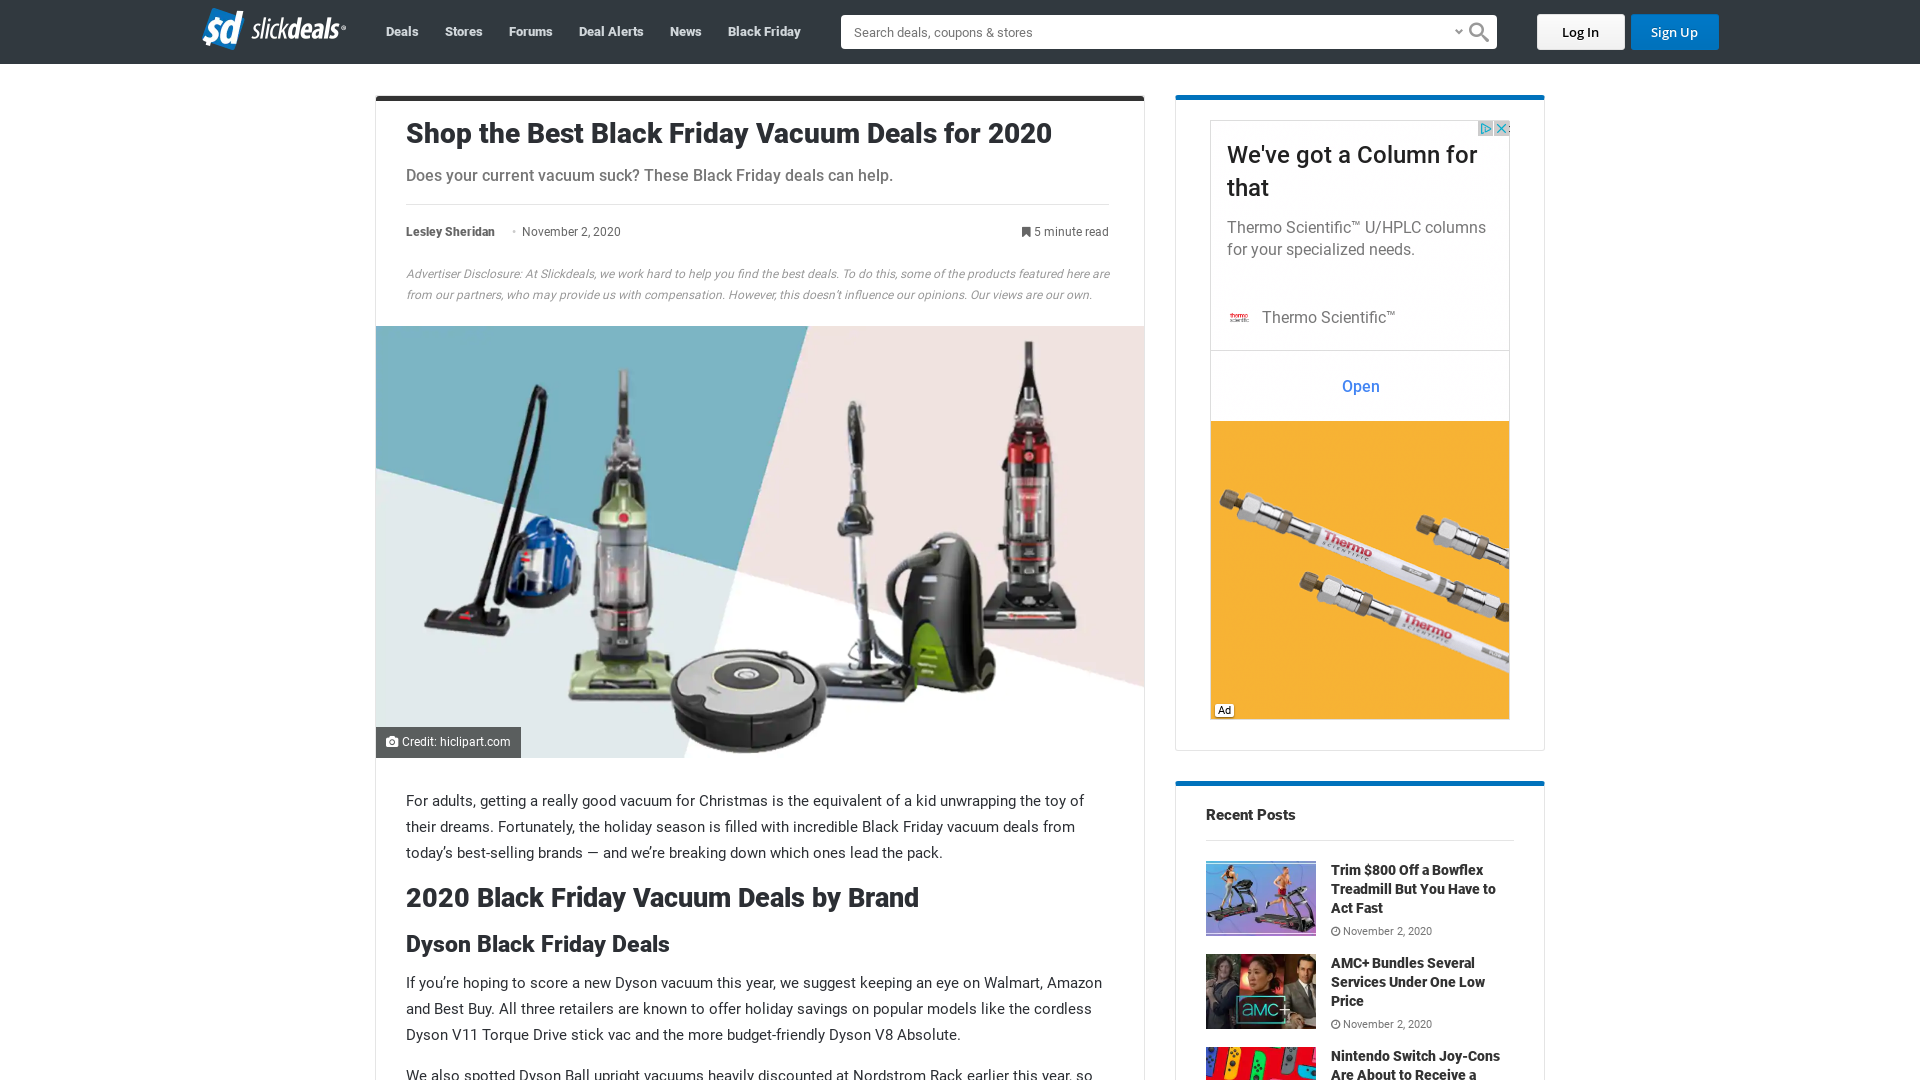 slickdeals
Deals
Stores
Forums
Deal Alerts
News
Black Friday
Search deals, coupons & stores
Log In
Sign Up
Shop the Best Black Friday Vacuum Deals for 2020
Does your current vacuum suck? These Black Friday deals can help.
Lesley Sheridan • November 2, 2020
5 minute read
Advertiser Disclosure: At Slickdeals, we work hard to help you find the best deals. To do this, some of the products featured here are
from our partners, who may provide us with compensation. However, this doesn’t influence our opinions. Our views are our own.
Credit: hiclipart.com
For adults, getting a really good vacuum for Christmas is the equivalent of a kid unwrapping the toy of
their dreams. Fortunately, the holiday season is filled with incredible Black Friday vacuum deals from
today’s best-selling brands — and we’re breaking down which ones lead the pack.
2020 Black Friday Vacuum Deals by Brand
Dyson Black Friday Deals
If you’re hoping to score a new Dyson vacuum this year, we suggest keeping an eye on Walmart, Amazon
and Best Buy. All three retailers are known to offer holiday savings on popular models like the cordless
Dyson V11 Torque Drive stick vac and the more budget-friendly Dyson V8 Absolute.
We also spotted Dyson Ball upright vacuums heavily discounted at Nordstrom Rack earlier this year, so
We've got a Column for
that
Thermo Scientific™ U/HPLC columns
for your specialized needs.
thermo
scientific
Thermo Scientific™
Open
Thermo
SCIENTIFIC
Thermo
SCIENTIFIC
Ad
Recent Posts
Trim $800 Off a Bowflex
Treadmill But You Have to
Act Fast
November 2, 2020
AMC+ Bundles Several
Services Under One Low
Price
November 2, 2020
amc+
Nintendo Switch Joy-Cons
Are About to Receive a